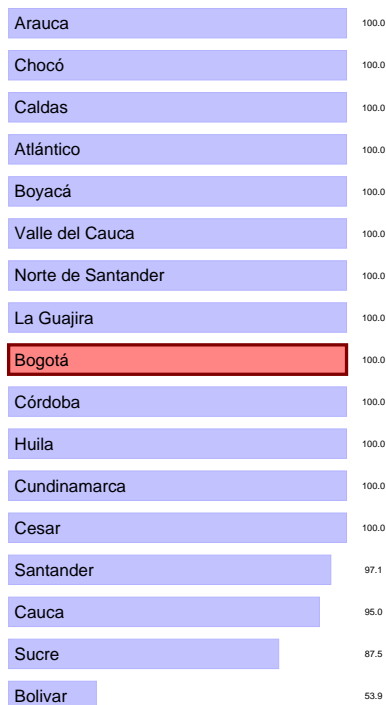 Arauca 100.0
Chocó 100.0
Caldas 100.0
Atlántico 100.0
Boyacá 100.0
Valle del Cauca 100.0
Norte de Santander 100.0
La Guajira 100.0
Bogotá 100.0
Córdoba 100.0
Huila 100.0
Cundinamarca 100.0
Cesar 100.0
Santander 97.1
Cauca 95.0
Sucre 87.5
Bolivar 53.9